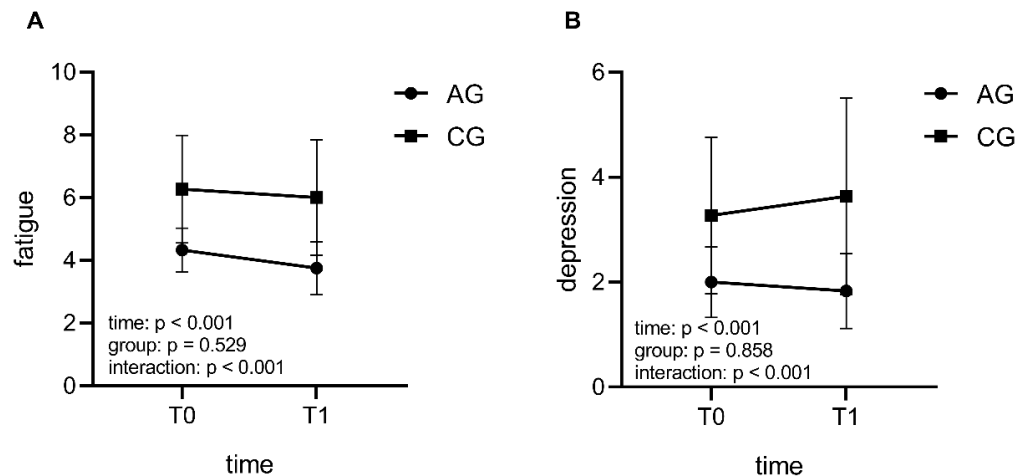 A
10
8
6
4
2
0
fatigue
AG
CG
time: p < 0.001
group: p = 0.529
interaction: p < 0.001
T0
T1
time
B
6
4
2
0
depression
AG
CG
time: p < 0.001
group: p = 0.858
interaction: p < 0.001
T0
T1
time